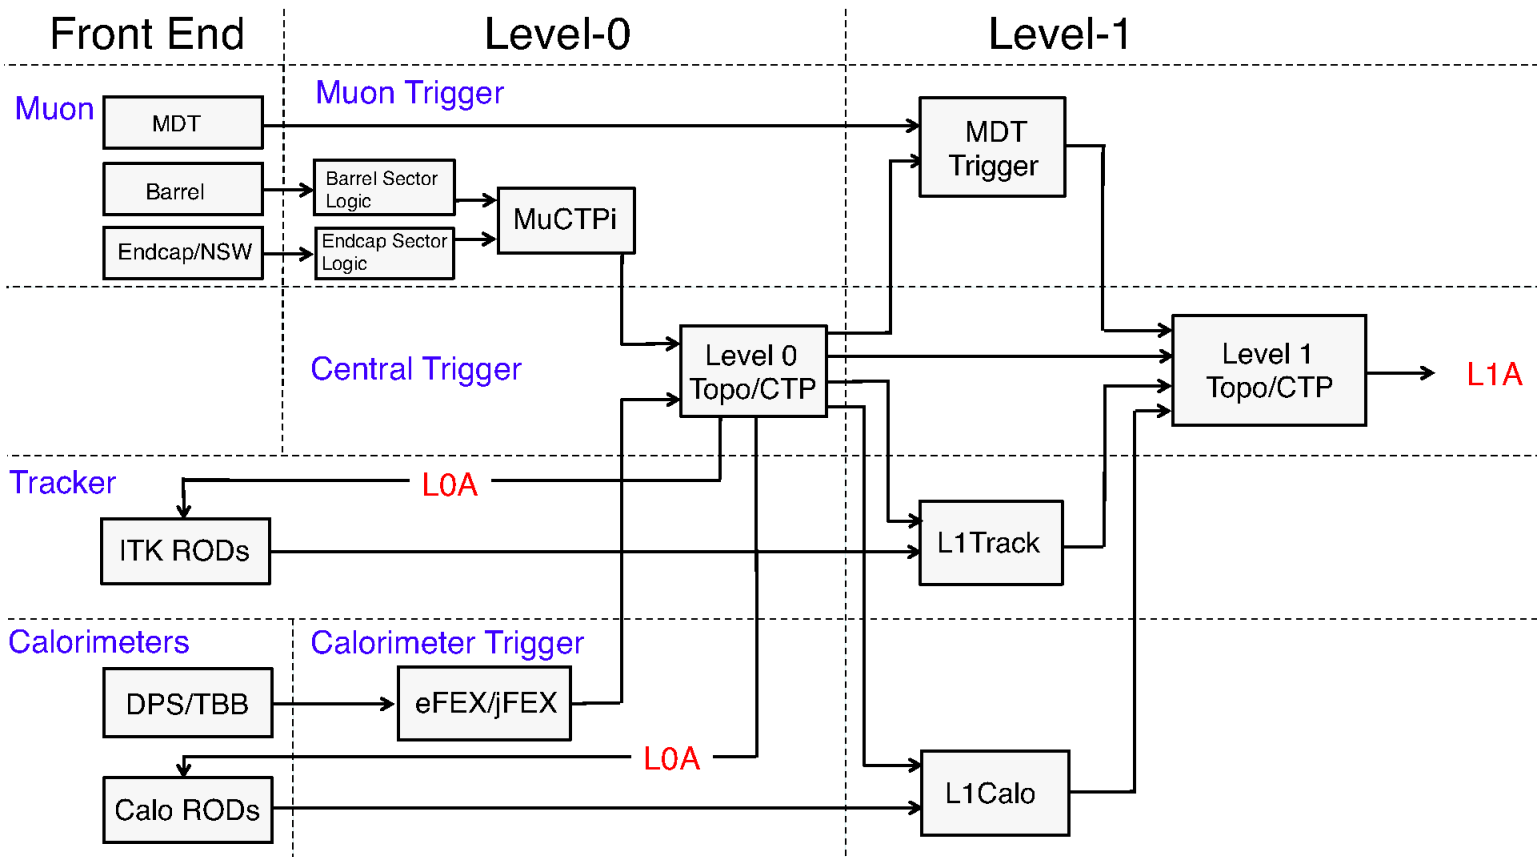 Front End
Level-0
Level-1
Muon
Muon Trigger
MDT
MDT
Trigger
Barrel
Barrel Sector
Logic
MuCTPi
Endcap/NSW
Endcap Sector
Logic
Central Trigger
Level 0
Topo/CTP
Level 1
Topo/CTP
L1A
Tracker
L0A
ITK RODs
L1Track
Calorimeters
Calorimeter Trigger
DPS/TBB
eFEX/jFEX
L0A
Calo RODs
L1Calo